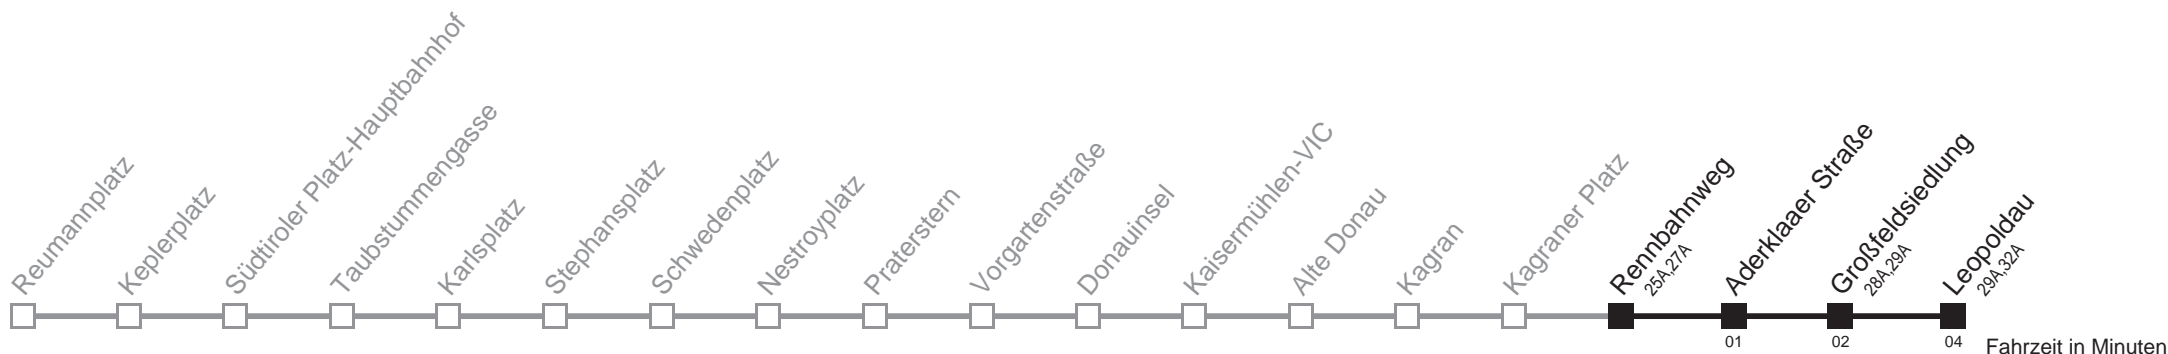 Reumannplatz
Keplerplatz
Südtiroler Platz-Hauptbahnhof
Taubstummengasse
Karlsplatz
Stephansplatz
Schwedenplatz
Nestroyplatz
Praterstern
Vorgartenstraße
Donauinsel
Kaisermühlen-VIC
Alte Donau
Kagran
Kagraner Platz
Rennbahnweg
25A,27A
Aderklaaer Straße
Großfeldsiedlung
28A,29A
Leopoldau
29A,32A
01
02
04
Fahrzeit in Minuten